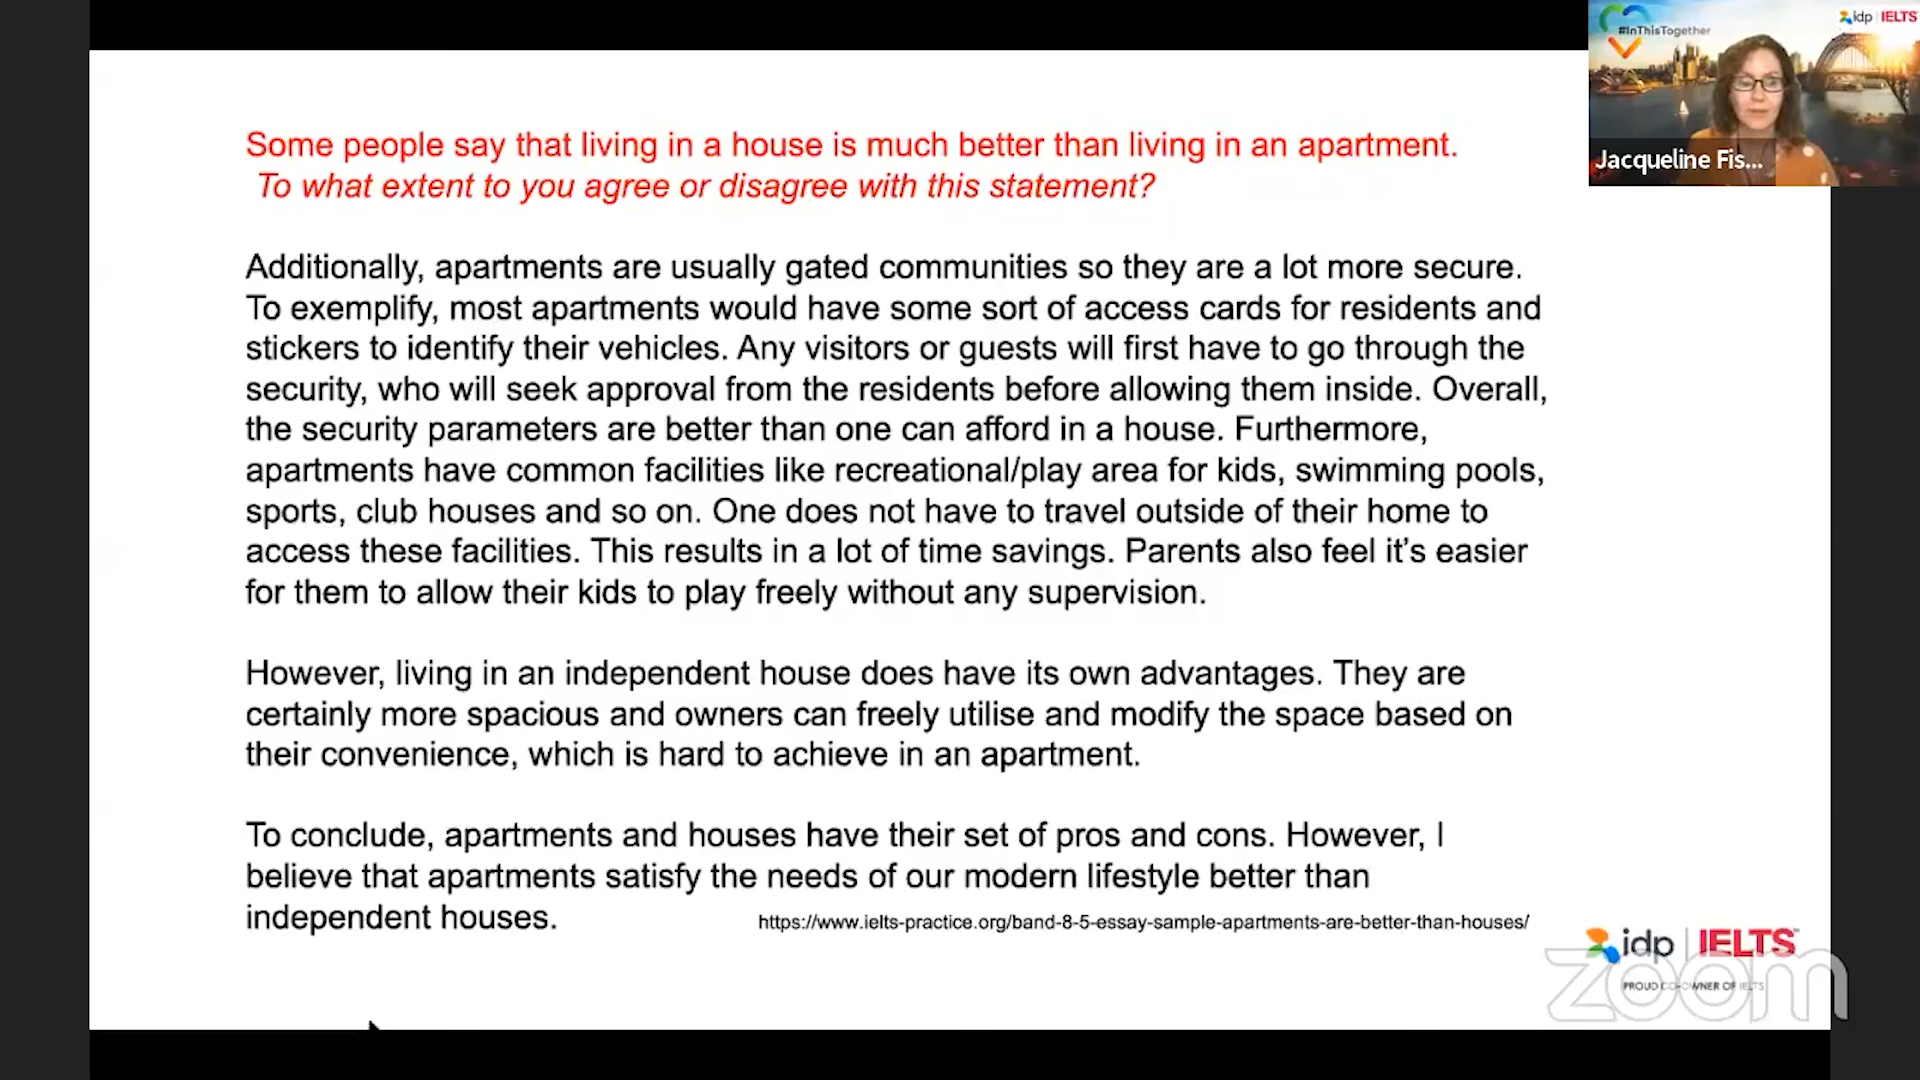 #InThisTogether
idp IELTS
Jacqueline Fis...
Some people say that living in a house is much better than living in an apartment.
To what extent to you agree or disagree with this statement?
Additionally, apartments are usually gated communities so they are a lot more secure.
To exemplify, most apartments would have some sort of access cards for residents and
stickers to identify their vehicles. Any visitors or guests will first have to go through the
security, who will seek approval from the residents before allowing them inside. Overall,
the security parameters are better than one can afford in a house. Furthermore,
apartments have common facilities like recreational/play area for kids, swimming pools,
sports, club houses and so on. One does not have to travel outside of their home to
access these facilities. This results in a lot of time savings. Parents also feel it’s easier
for them to allow their kids to play freely without any supervision.
However, living in an independent house does have its own advantages. They are
certainly more spacious and owners can freely utilise and modify the space based on
their convenience, which is hard to achieve in an apartment.
To conclude, apartments and houses have their set of pros and cons. However, I
believe that apartments satisfy the needs of our modern lifestyle better than
independent houses.
https://www.ielts-practice.org/band-8-5-essay-sample-apartments-are-better-than-houses/
idp IELTS™
PROUD CO-OWNER OF IELTS
zoom